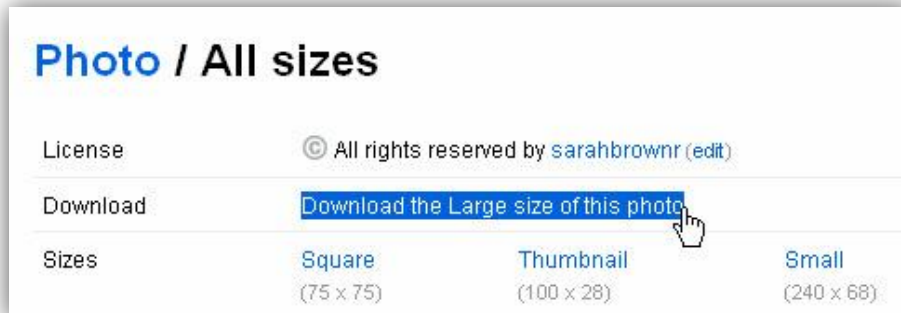 Photo / All sizes
License © All rights reserved by sarahbrownr (edit)
Download Download the Large size of this photo
Sizes Square Thumbnail Small
(75 x 75) (100 x 28) (240 x 68)